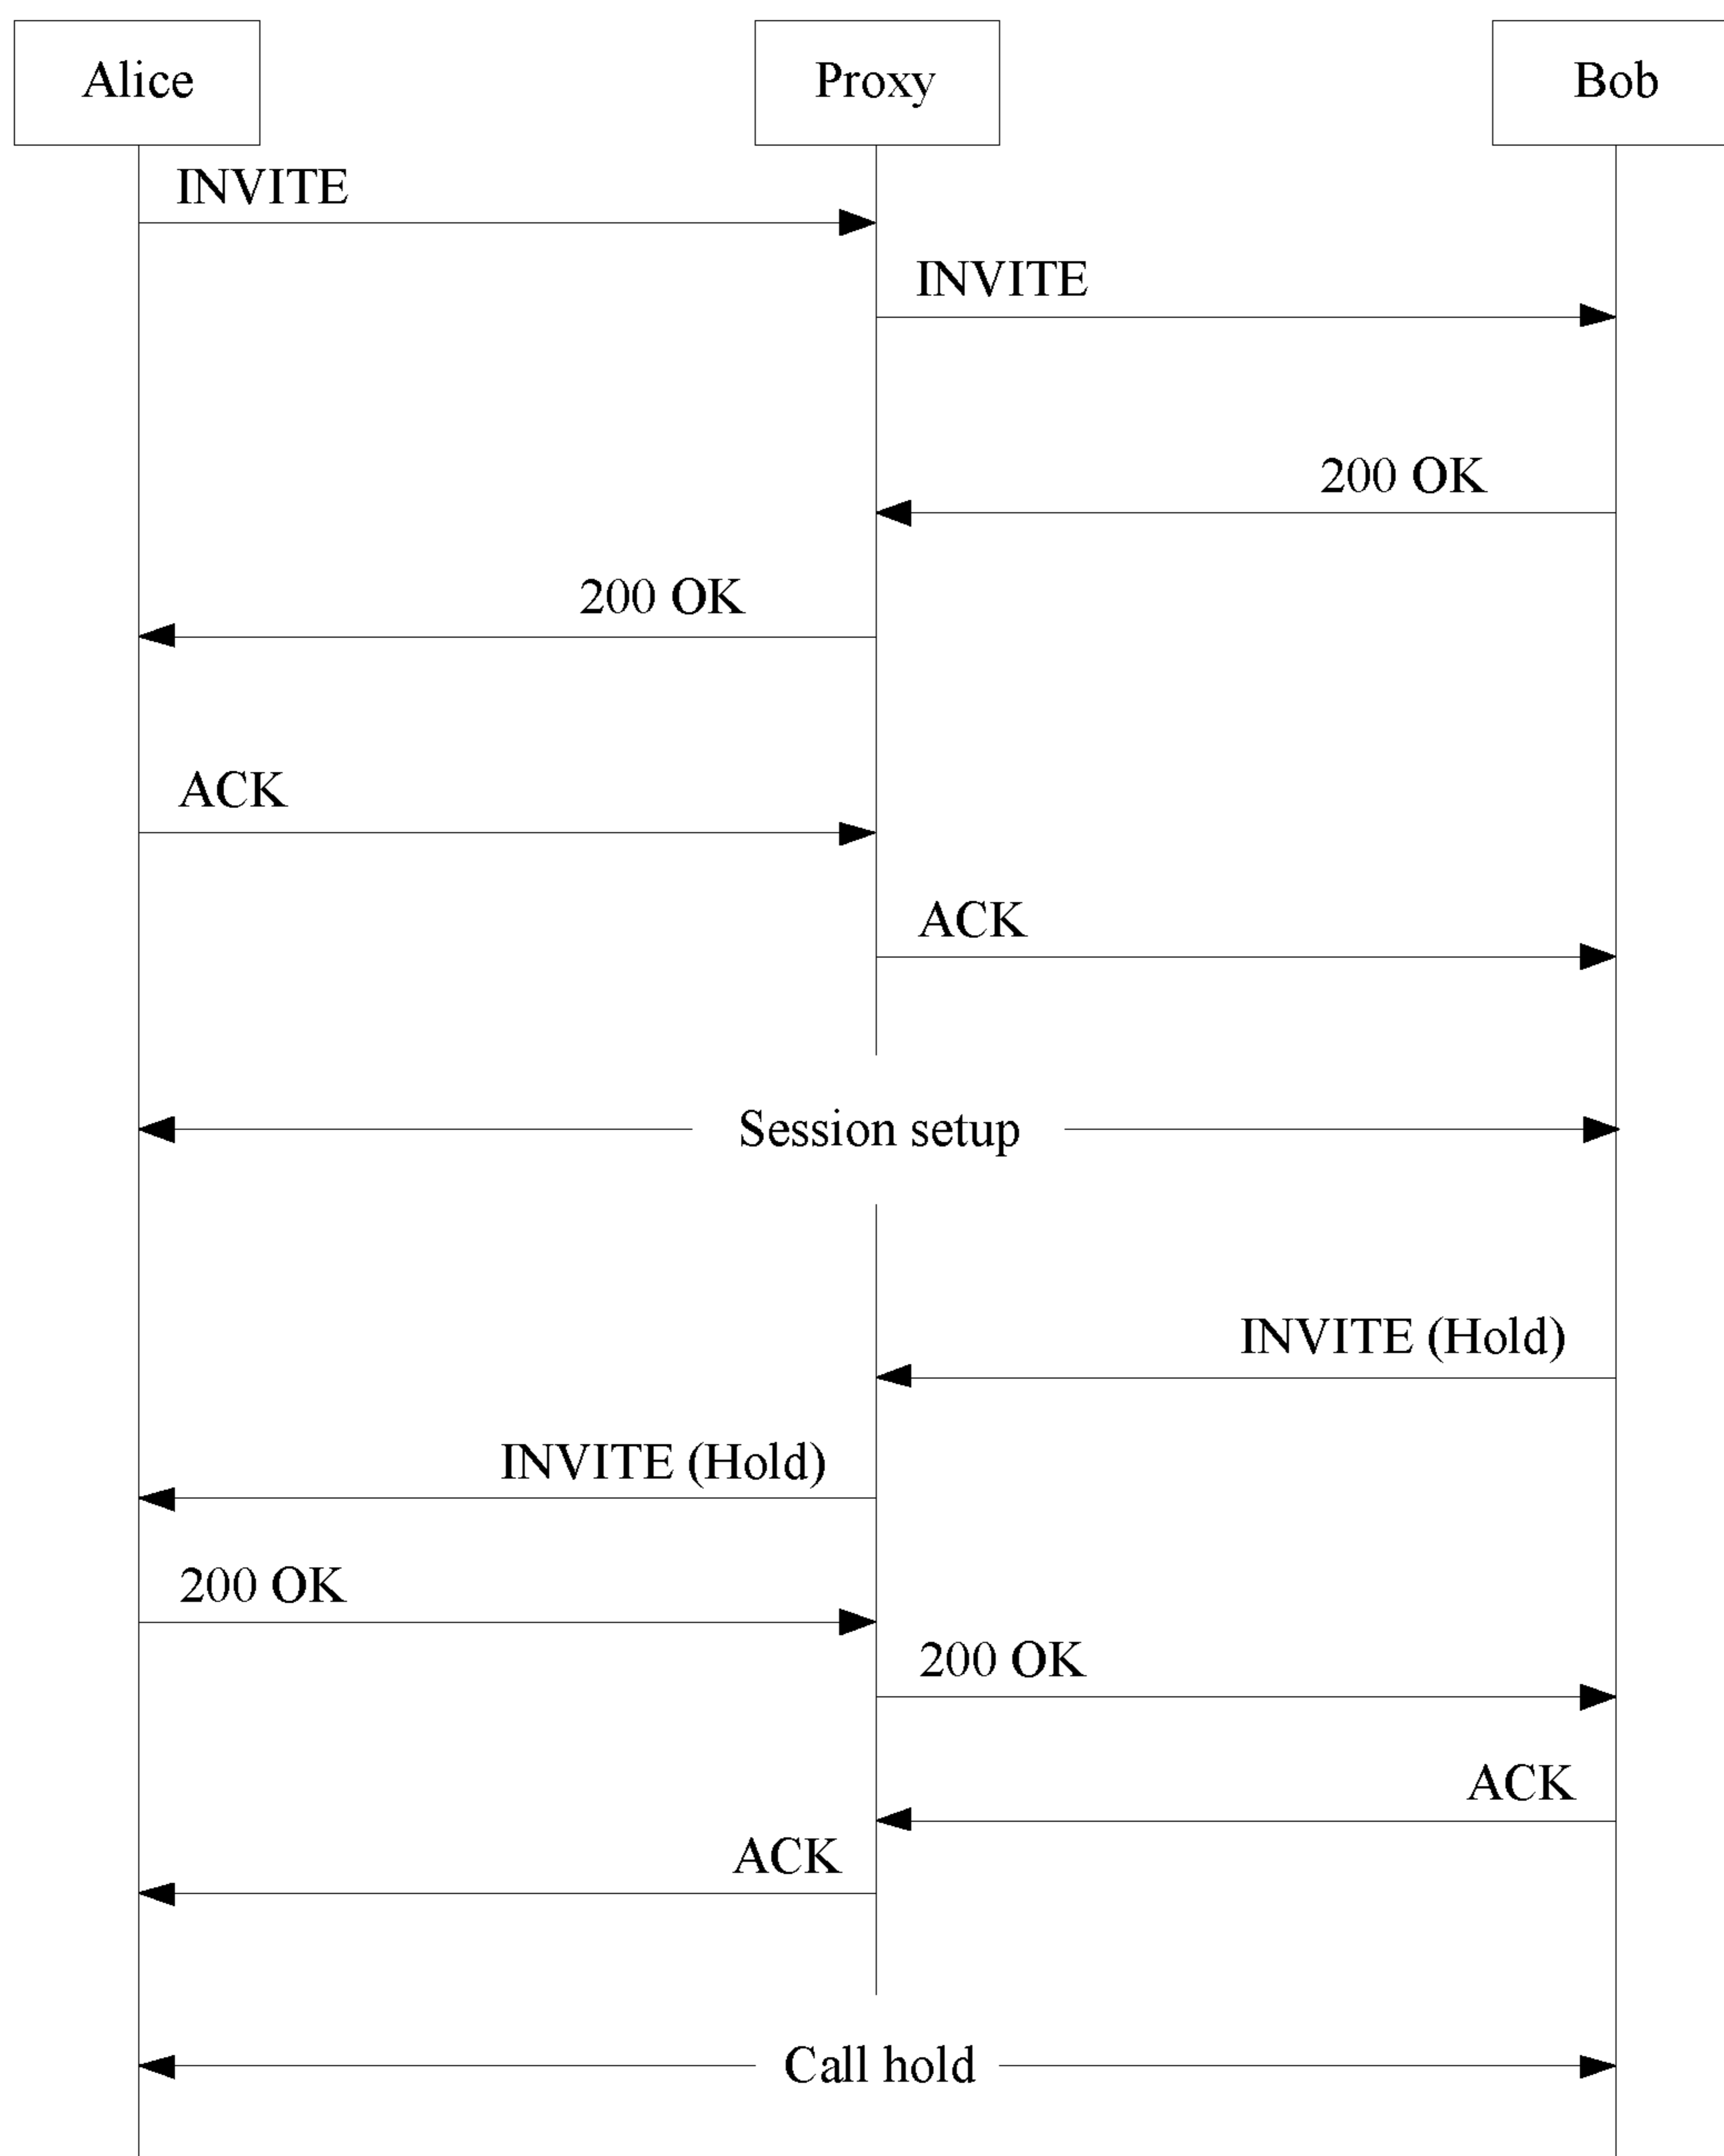 Alice
Proxy
Bob
INVITE
INVITE
200 OK
200 OK
ACK
ACK
Session setup
INVITE (Hold)
INVITE (Hold)
200 OK
200 OK
ACK
ACK
Call hold